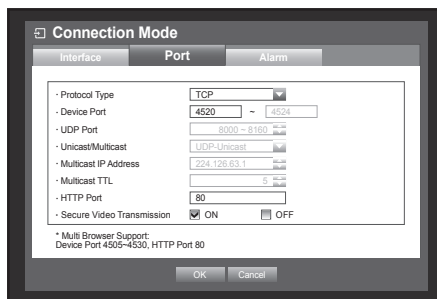 Connection Mode
Interface Port Alarm
· Protocol Type TCP
· Device Port 4520 ~ 4524
· UDP Port 8000 ~ 8160
· Unicast/Multicast UDP-Unicast
· Multicast IP Address 224.126.63.1
· Multicast TTL 5
· HTTP Port 80
· Secure Video Transmission ON OFF
* Multi Browser Support:
Device Port 4505~4530, HTTP Port 80
OK Cancel